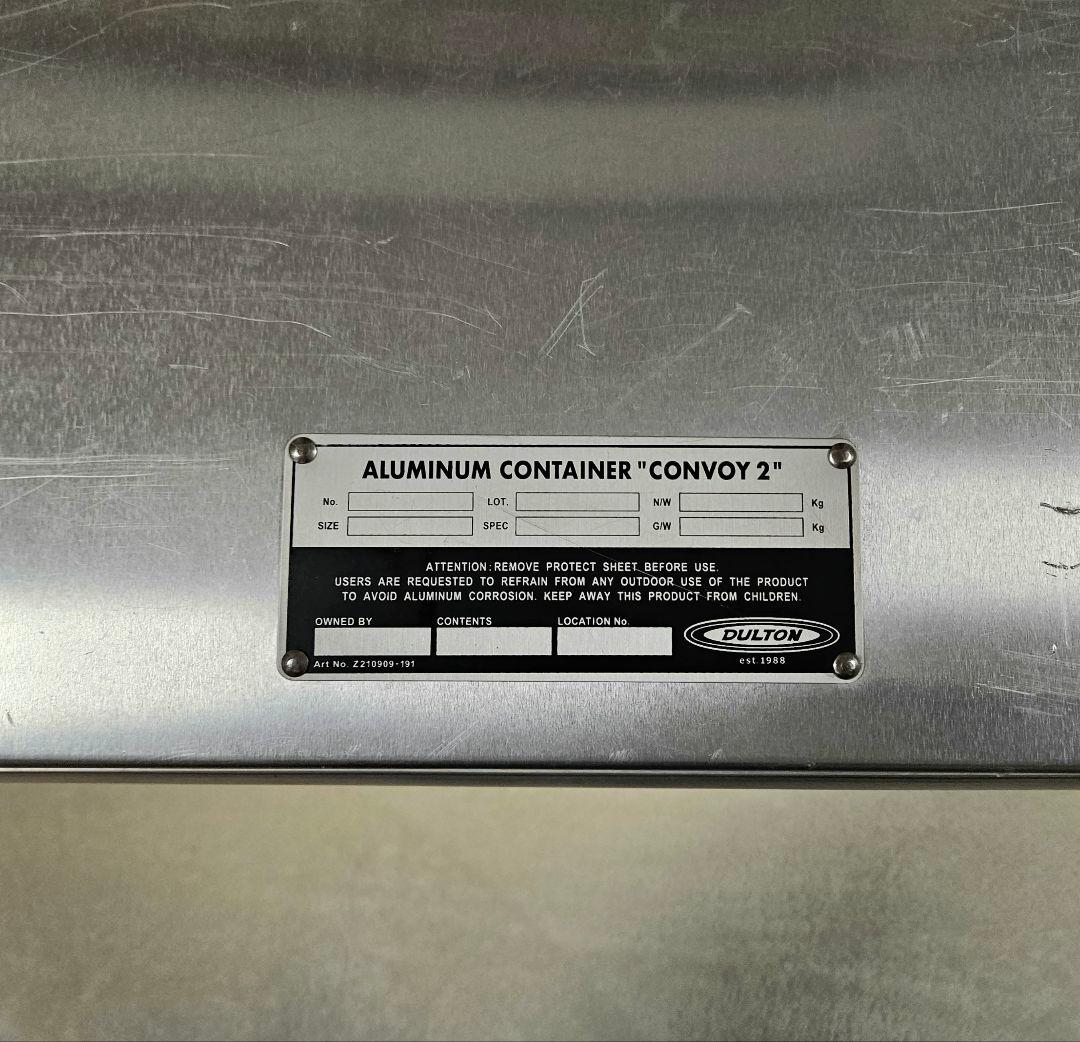 ALUMINUM CONTAINER "CONVOY 2"
No. LOT. N/W Kg
SIZE SPEC G/W Kg
ATTENTION:REMOVE PROTECT SHEET BEFORE USE.
USERS ARE REQUESTED TO REFRAIN FROM ANY OUTDOOR USE OF THE PRODUCT
TO AVOID ALUMINUM CORROSION. KEEP AWAY THIS PRODUCT FROM CHILDREN.
OWNED BY CONTENTS LOCATION No.
DULTON
est.1988
Art No. Z210909-191